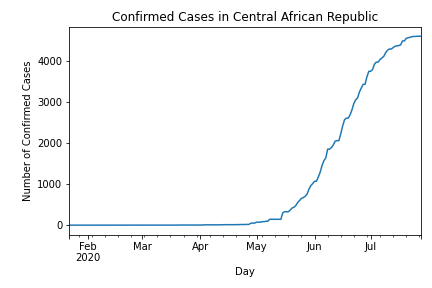 Confirmed Cases in Central African Republic
Number of Confirmed Cases
4000
3000
2000
1000
0
Feb Mar Apr May Jun Jul
2020
Day